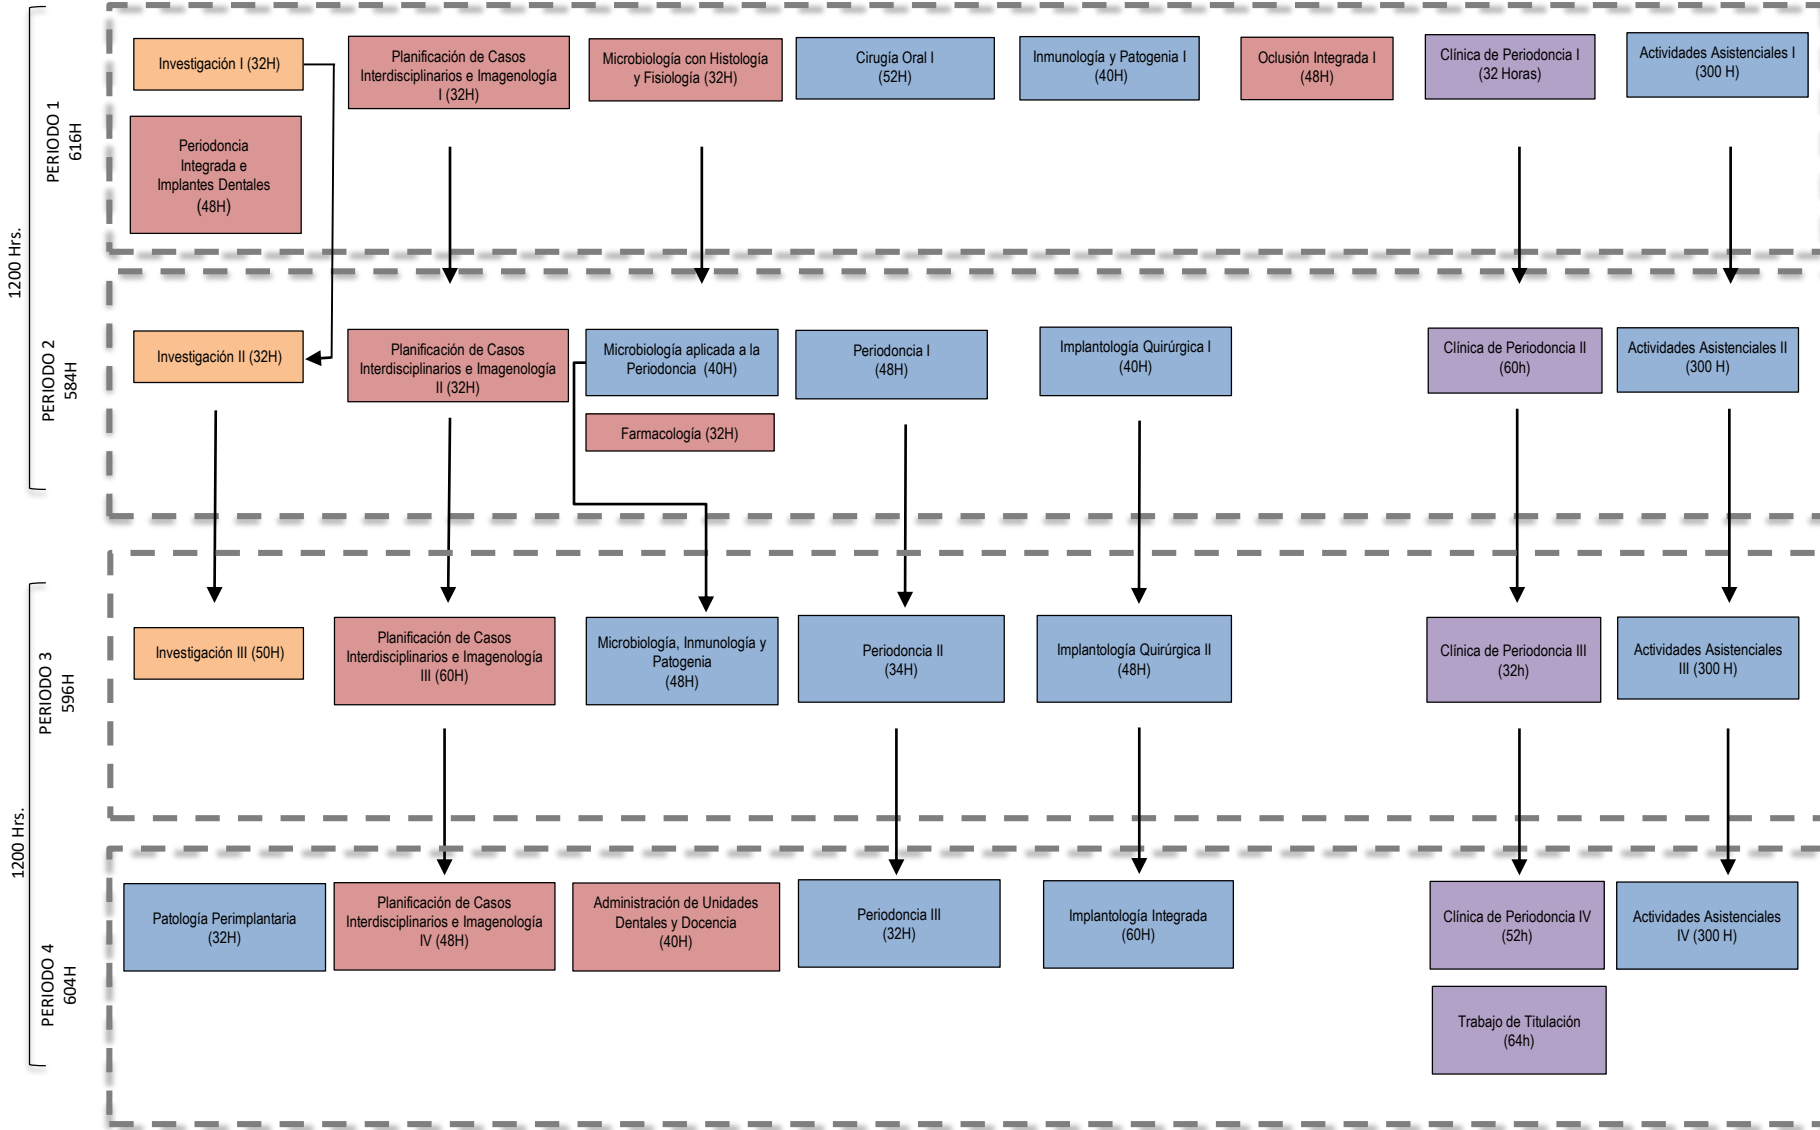 1200 Hrs.
PERIODO 1
616H
Investigación I (32H)
Periodoncia
Integrada e
Implantes Dentales
(48H)
Planificación de Casos
Interdisciplinarios e Imagenología
I (32H)
Microbiología con Histología
y Fisiología (32H)
Cirugía Oral I
(52H)
Inmunología y Patogenia I
(40H)
Oclusión Integrada I
(48H)
Clínica de Periodoncia I
(32 Horas)
Actividades Asistenciales I
(300 H)
PERIODO 2
584H
Investigación II (32H)
Planificación de Casos
Interdisciplinarios e Imagenología
II (32H)
Microbiología aplicada a la
Periodoncia (40H)
Farmacología (32H)
Periodoncia I
(48H)
Implantología Quirúrgica I
(40H)
Clínica de Periodoncia II
(60h)
Actividades Asistenciales II
(300 H)
1200 Hrs.
PERIODO 3
596H
Investigación III (50H)
Planificación de Casos
Interdisciplinarios e Imagenología
III (60H)
Microbiología, Inmunología y
Patogenia
(48H)
Periodoncia II
(34H)
Implantología Quirúrgica II
(48H)
Clínica de Periodoncia III
(32h)
Actividades Asistenciales
III (300 H)
PERIODO 4
604H
Patología Perimplantaria
(32H)
Planificación de Casos
Interdisciplinarios e Imagenología
IV (48H)
Administración de Unidades
Dentales y Docencia
(40H)
Periodoncia III
(32H)
Implantología Integrada
(60H)
Clínica de Periodoncia IV
(52h)
Actividades Asistenciales
IV (300 H)
Trabajo de Titulación
(64h)